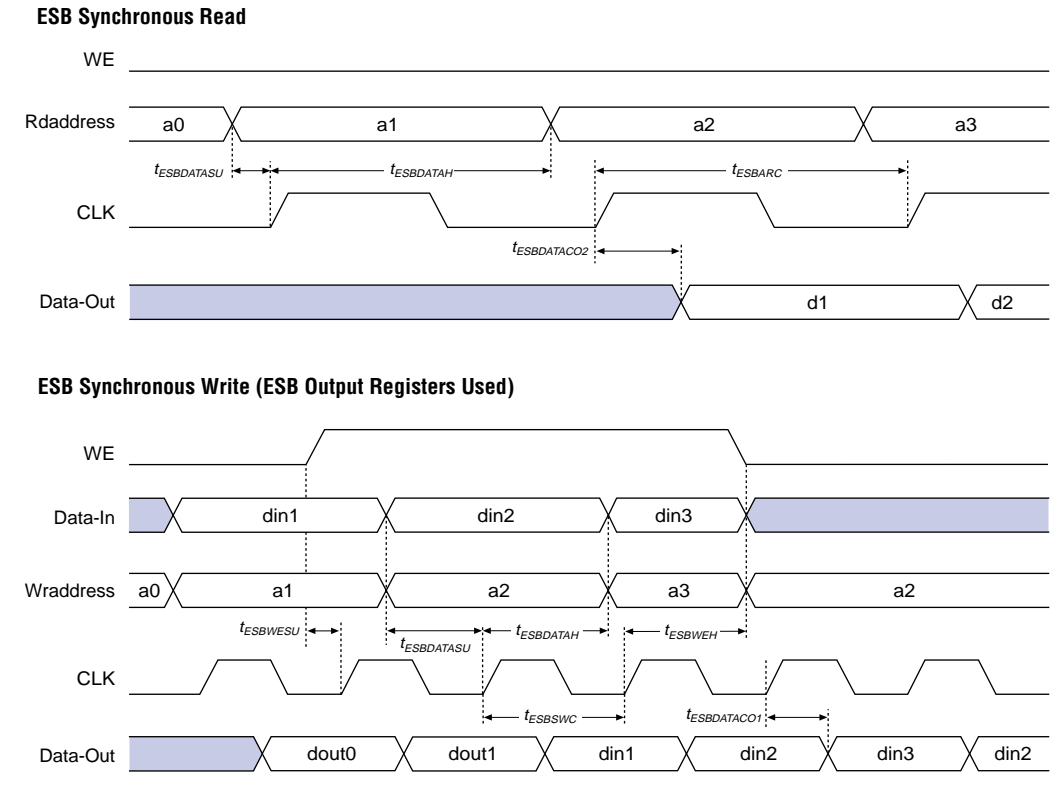 ESB Synchronous Read
WE
Rdaddress a0 a1 a2 a3
tESBDATASU tESBDATAH tESBARC
CLK
tESBDATACO2
Data-Out d1 d2
ESB Synchronous Write (ESB Output Registers Used)
WE
Data-In din1 din2 din3
Wraddress a0 a1 a2 a3 a2
tESBWESU tESBDATASU tESBDATAH tESBWEH
CLK
tESBSWC tESBDATACO1
Data-Out dout0 dout1 din1 din2 din3 din2